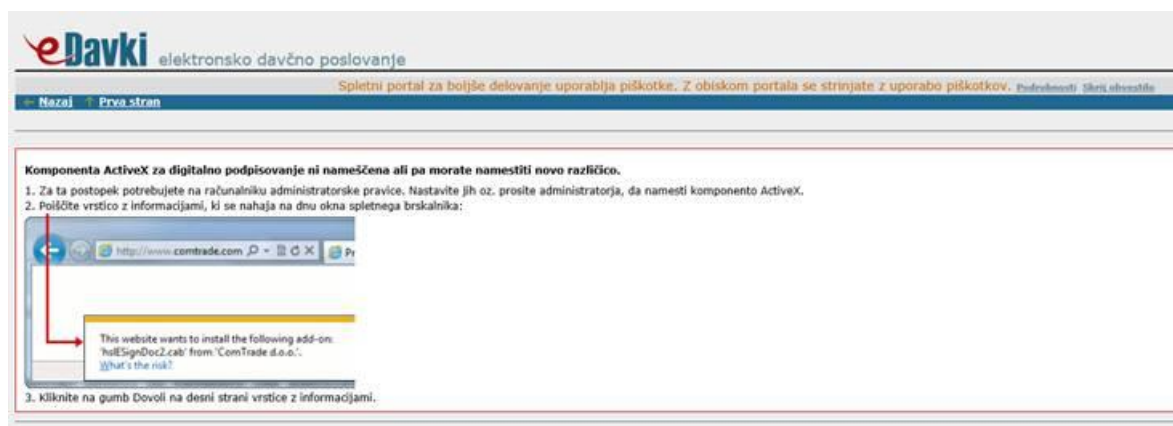 eDavki elektronsko davčno poslovanje
Spletni portal za boljše delovanje uporablja piškotke. Z obiskom portala se strinjate z uporabo piškotkov. Podrobnosti Skrij obvestilo
← Nazaj ↑ Prva stran
Komponenta ActiveX za digitalno podpisovanje ni nameščena ali pa morate namestiti novo različico.
1. Za ta postopek potrebujete na računalniku administratorske pravice. Nastavite jih oz. prosite administratorja, da namesti komponento ActiveX.
2. Poiščite vrstico z informacijami, ki se nahaja na dnu okna spletnega brskalnika:
http://www.comtrade.com
Pr
This website wants to install the following add-on:
'hslESignDoc2.cab' from 'ComTrade d.o.o.'.
What's the risk?
3. Kliknite na gumb Dovoli na desni strani vrstice z informacijami.